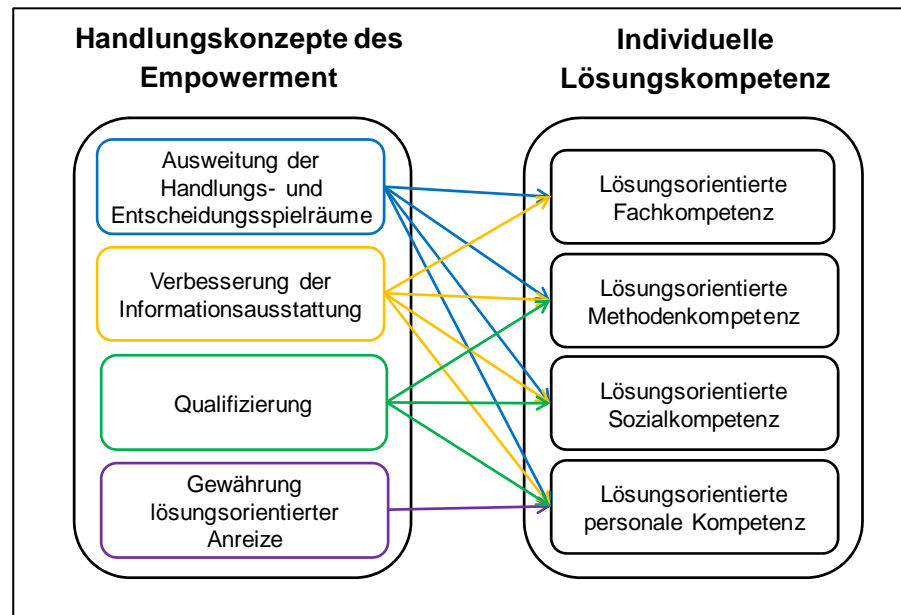 Handlungskonzepte des
Empowerment
Individuelle
Lösungskompetenz
Ausweitung der
Handlungs- und
Entscheidungsspielräume
Verbesserung der
Informationsausstattung
Qualifizierung
Gewährung
lösungsorientierter
Anreize
Lösungsorientierte
Fachkompetenz
Lösungsorientierte
Methodenkompetenz
Lösungsorientierte
Sozialkompetenz
Lösungsorientierte
personale Kompetenz